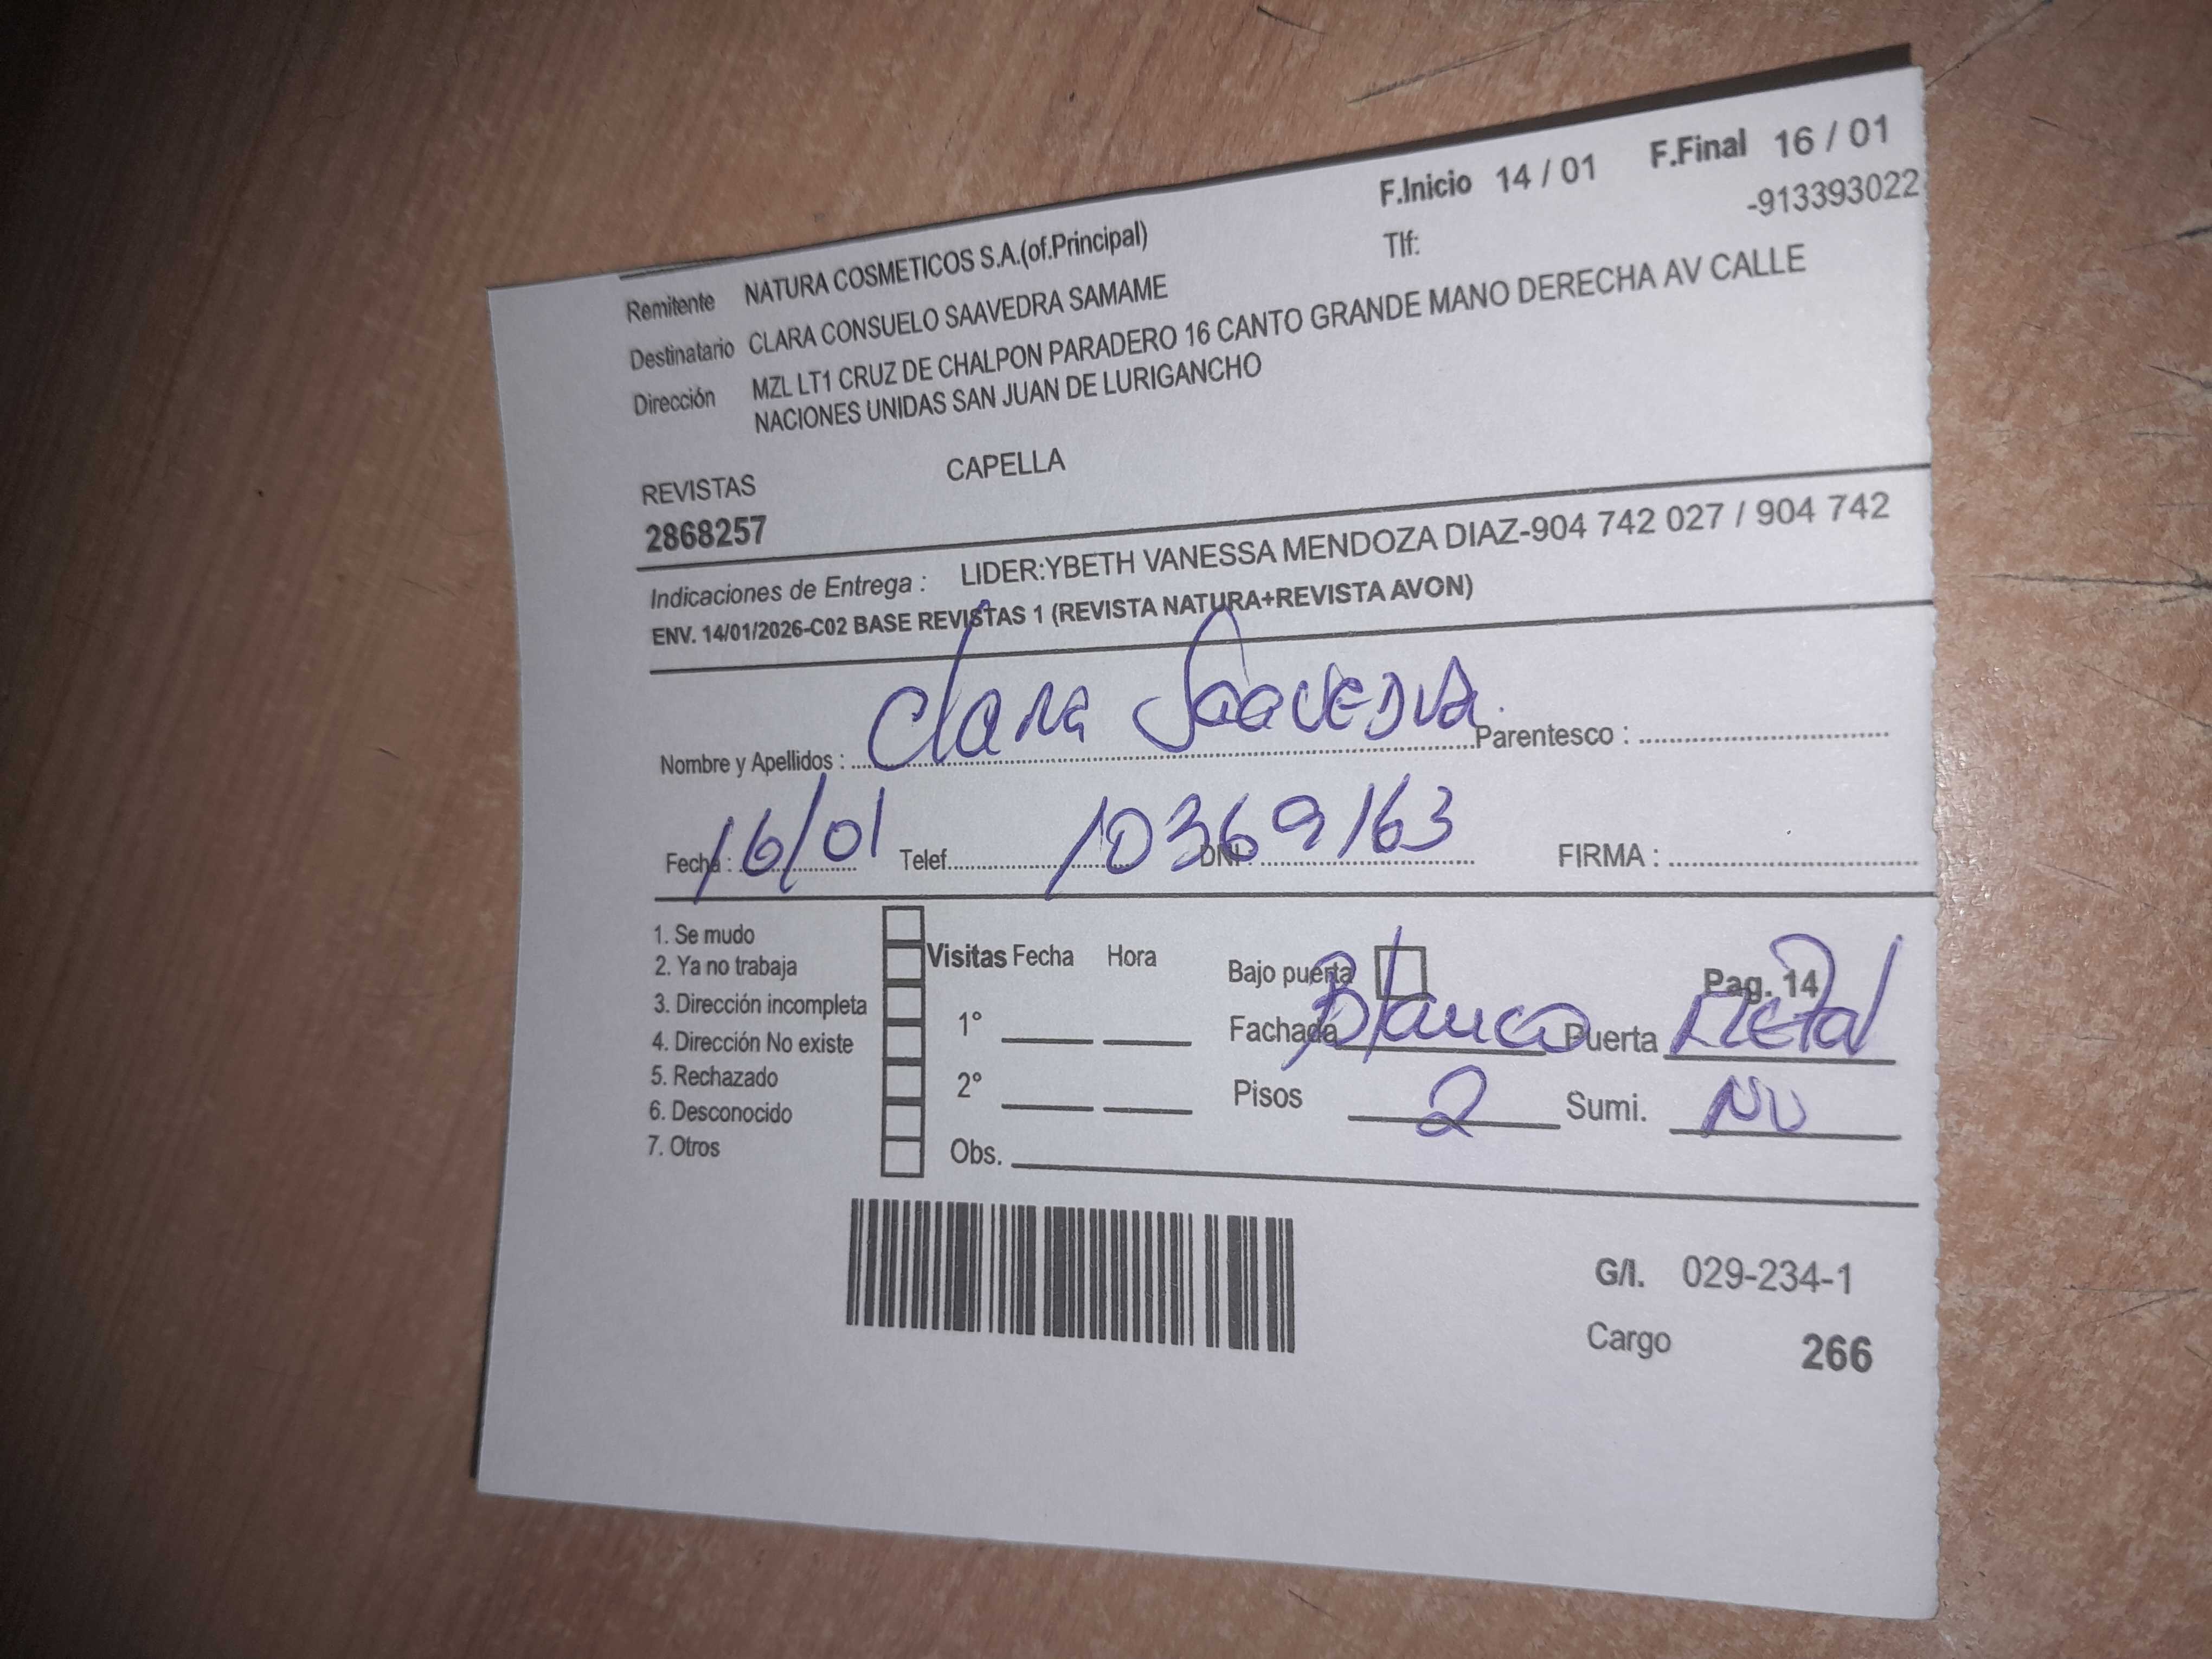 F.Inicio 14 / 01 F.Final 16 / 01
Remitente NATURA COSMETICOS S.A.(of.Principal) Tlf: -913393022
Destinatario CLARA CONSUELO SAAVEDRA SAMAME
Dirección MZL LT1 CRUZ DE CHALPON PARADERO 16 CANTO GRANDE MANO DERECHA AV CALLE
NACIONES UNIDAS SAN JUAN DE LURIGANCHO
REVISTAS CAPELLA
2868257
Indicaciones de Entrega : LIDER:YBETH VANESSA MENDOZA DIAZ-904 742 027 / 904 742
ENV. 14/01/2026-C02 BASE REVISTAS 1 (REVISTA NATURA+REVISTA AVON)
Nombre y Apellidos : Clara Saavedra Parentesco :
Fecha : 16/01 Telef. DNI : 10369163 FIRMA :
1. Se mudo
2. Ya no trabaja Visitas Fecha Hora Bajo puerta Pag. 14
3. Dirección incompleta 1° Fachada Blanco Puerta Metal
4. Dirección No existe
5. Rechazado 2° Pisos 2 Sumi. NO
6. Desconocido
7. Otros Obs.
G/I. 029-234-1
Cargo 266